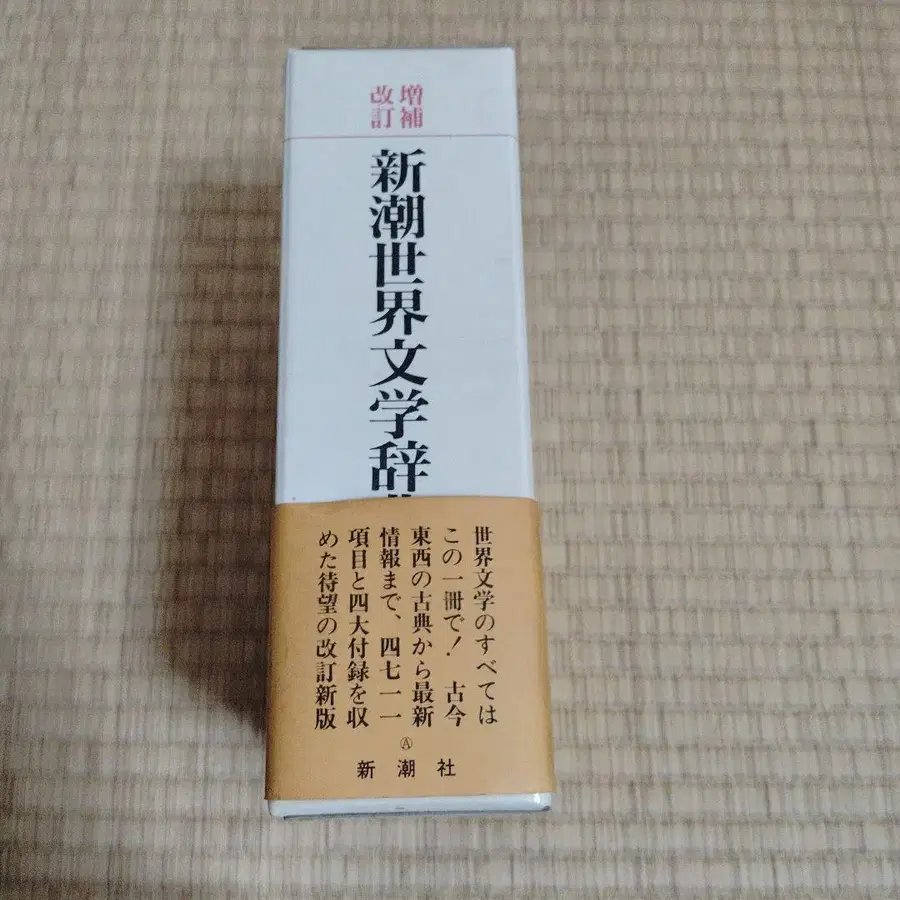 増補
改訂
新潮世界文学辞
世界文学のすべては
この一冊で! 古今
東西の古典から最新
情報まで、四七一一
項目と四大付録を収
めた待望の改訂新版
Ⓐ
新潮社